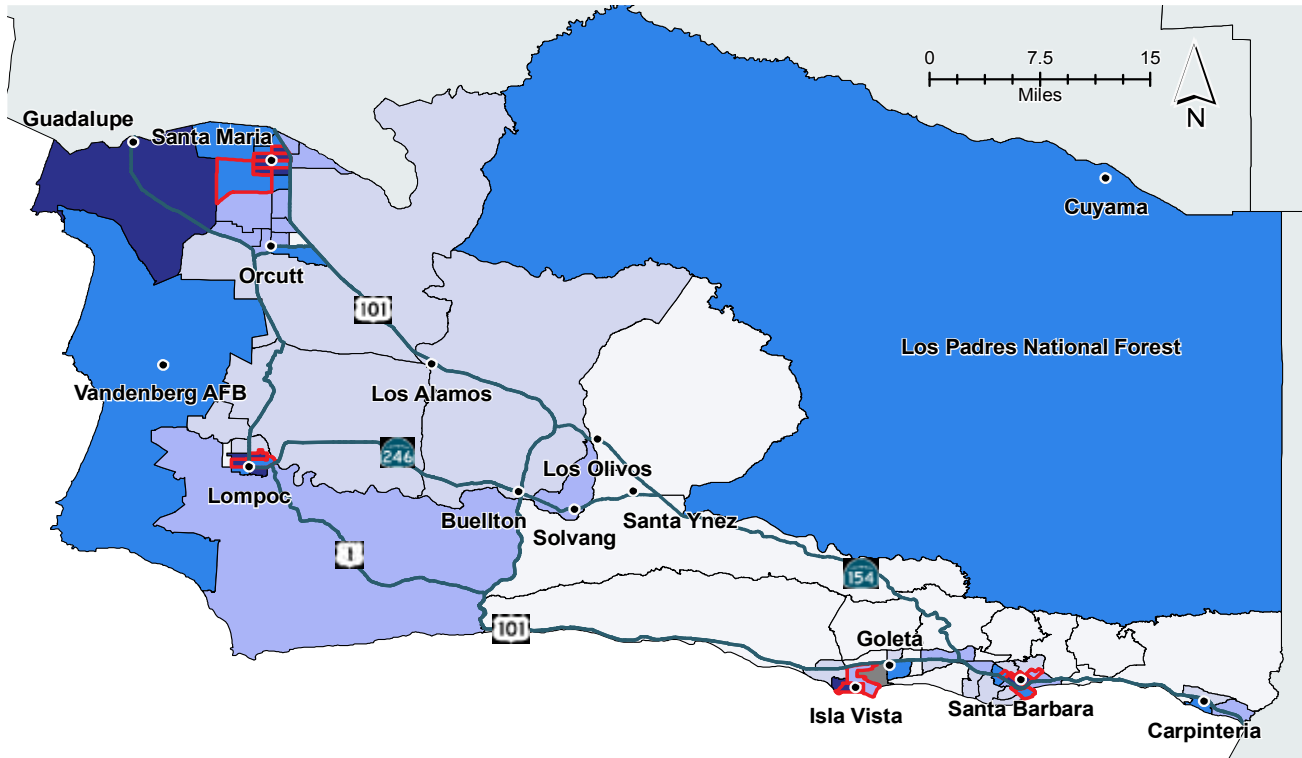 0 7.5 15
Miles
N
Guadalupe
Santa Maria
Cuyama
Orcutt
101
Los Padres National Forest
Vandenberg AFB
Los Alamos
246
Los Olivos
Lompoc
Buellton
Santa Ynez
Solvang
1
154
101
Goleta
Isla Vista
Santa Barbara
Carpinteria